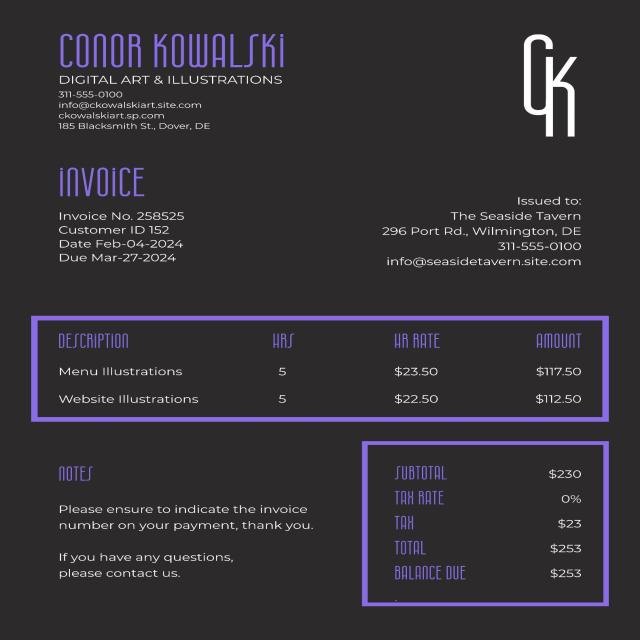 CONOR KOWALSKi
DIGITAL ART & ILLUSTRATIONS
311-555-0100
info@ckowalskiart.site.com
ckowalskiart.sp.com
185 Blacksmith St., Dover, DE
CK
iNVOiCE
Invoice No. 258525
Customer ID 152
Date Feb-04-2024
Due Mar-27-2024
Issued to:
The Seaside Tavern
296 Port Rd., Wilmington, DE
311-555-0100
info@seasidetavern.site.com
DESCRIPTION HRS HR RATE AMOUNT
Menu Illustrations 5 $23.50 $117.50
Website Illustrations 5 $22.50 $112.50
NOTES
Please ensure to indicate the invoice
number on your payment, thank you.
If you have any questions,
please contact us.
SUBTOTAL $230
TAX RATE 0%
TAX $23
TOTAL $253
BALANCE DUE $253
.